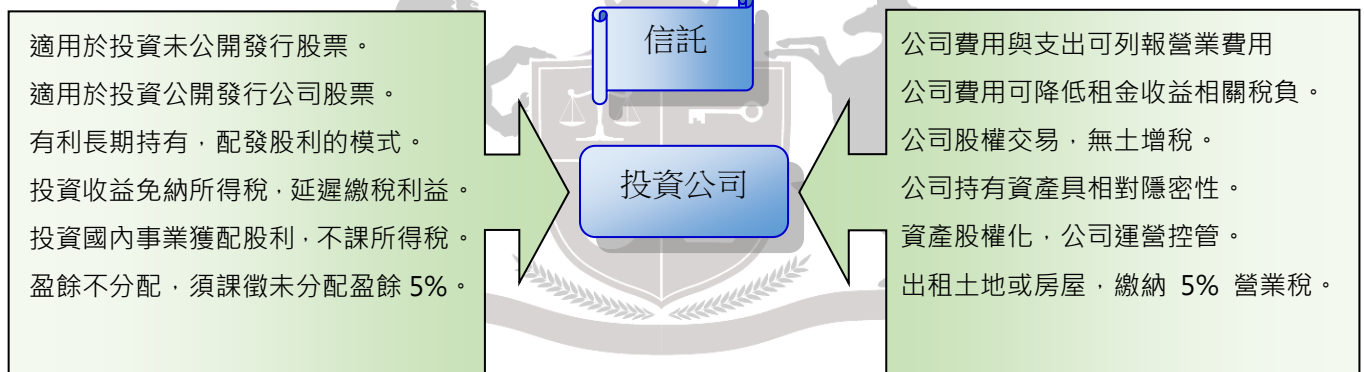 適用於投資未公開發行股票。
適用於投資公開發行公司股票。
有利長期持有，配發股利的模式。
投資收益免納所得稅，延遲繳稅利益。
投資國內事業獲配股利，不課所得稅。
盈餘不分配，須課徵未分配盈餘 5%。
信託
投資公司
公司費用與支出可列報營業費用
公司費用可降低租金收益相關稅負。
公司股權交易，無土增稅。
公司持有資產具相對隱密性。
資產股權化，公司運營控管。
出租土地或房屋，繳納 5% 營業稅。